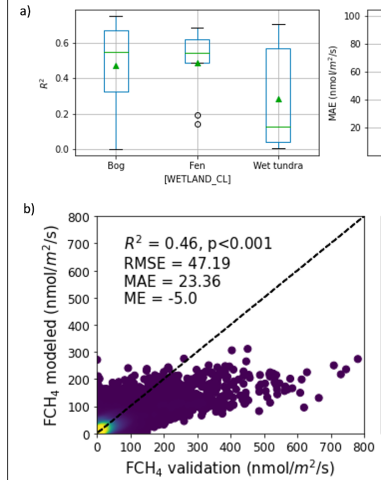 a)
R²
0.6
0.4
0.2
0.0
Bog Fen Wet tundra
[WETLAND_CL]
MAE (nmol/m²/s)
100
80
60
40
20
b)
FCH₄ modeled (nmol/m²/s)
800
700
600
500
400
300
200
100
0
R² = 0.46, p<0.001
RMSE = 47.19
MAE = 23.36
ME = -5.0
0 100 200 300 400 500 600 700 800
FCH₄ validation (nmol/m²/s)